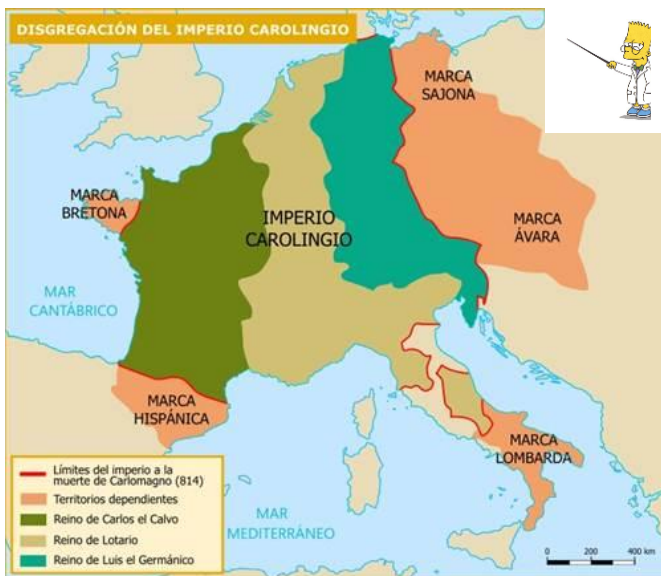 DISGREGACIÓN DEL IMPERIO CAROLINGIO
MARCA
SAJONA
MARCA
BRETONA
IMPERIO
CAROLINGIO
MARCA
ÁVARA
MAR
CANTÁBRICO
MARCA
HISPÁNICA
MARCA
LOMBARDA
MAR
MEDITERRÁNEO
Límites del imperio a la
muerte de Carlomagno (814)
Territorios dependientes
Reino de Carlos el Calvo
Reino de Lotario
Reino de Luis el Germánico
0 200 400 km